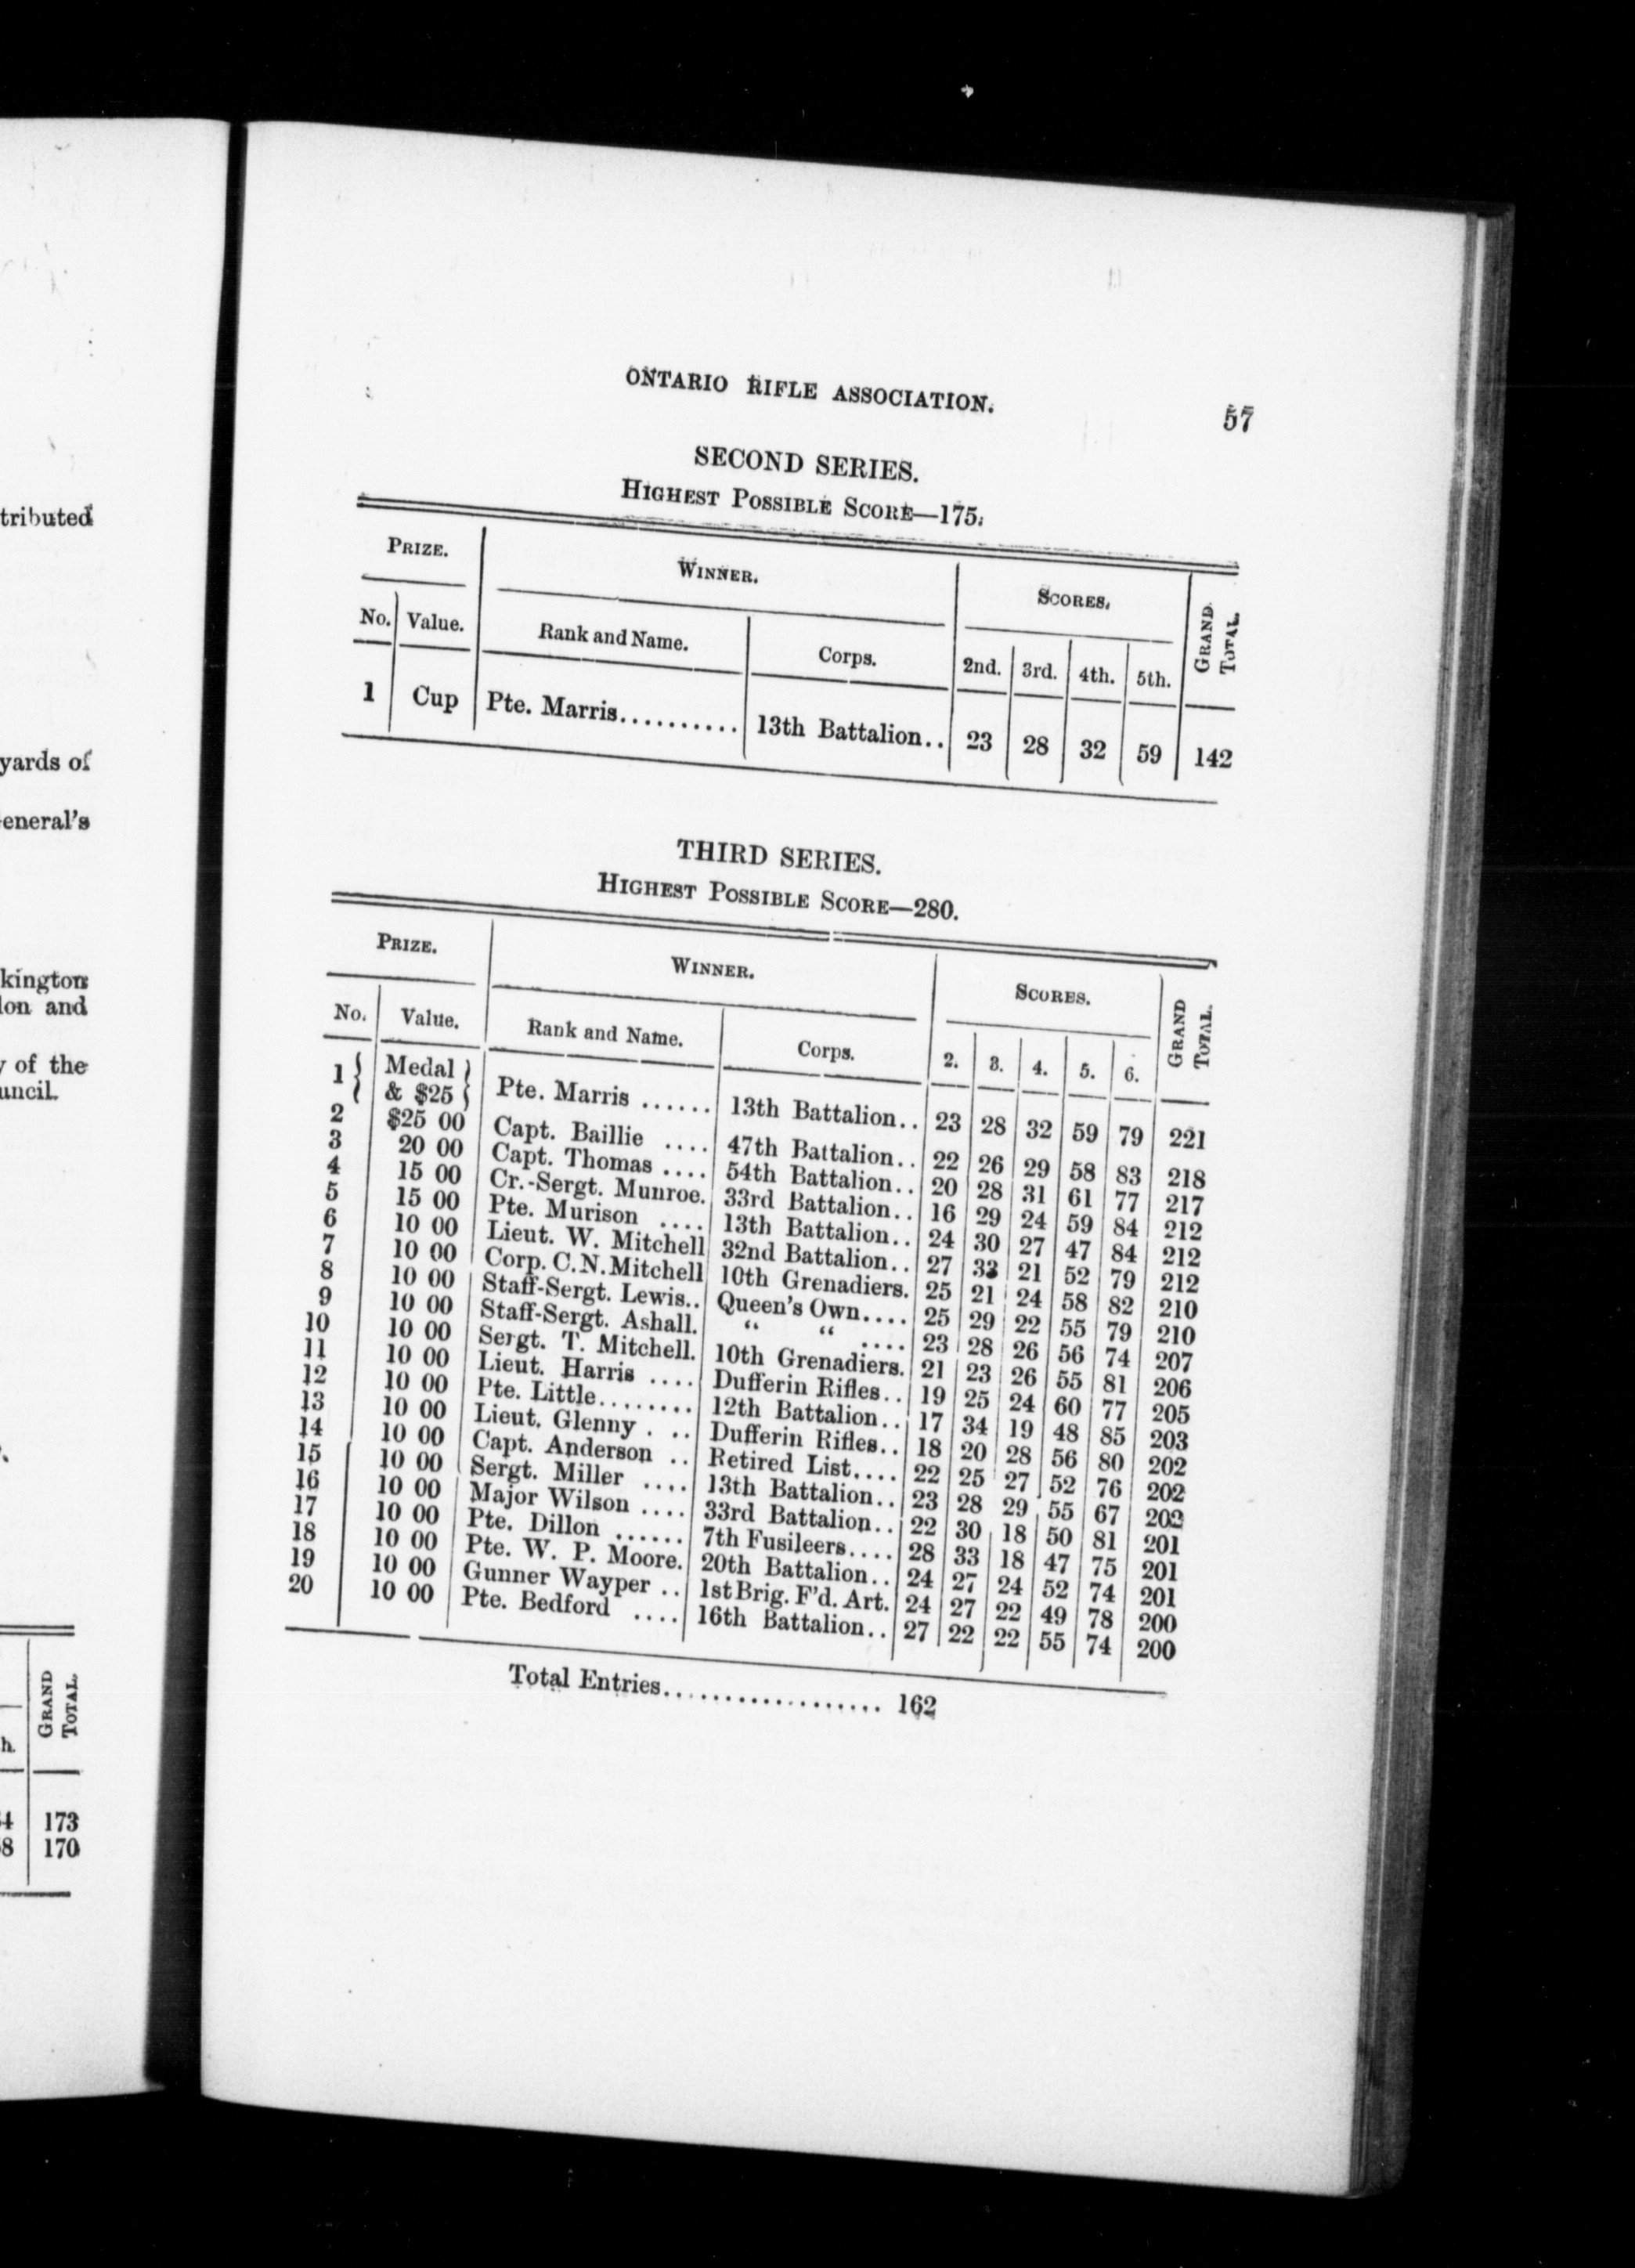 tributed
yards of
eneral's
kington
lon and
y of the
uncil.
GRAND TOTAL.
h.
4 173
8 170
ONTARIO RIFLE ASSOCIATION. 57
SECOND SERIES.
HIGHEST POSSIBLE SCORE—175.
PRIZE. WINNER. SCORES. GRAND TOTAL.
No. Value. Rank and Name. Corps. 2nd. 3rd. 4th. 5th.
1 Cup Pte. Marris.......... 13th Battalion.. 23 28 32 59 142
THIRD SERIES.
HIGHEST POSSIBLE SCORE—280.
PRIZE. WINNER. SCORES. GRAND TOTAL.
No. Value. Rank and Name. Corps. 2. 3. 4. 5. 6.
1 { Medal & $25 } Pte. Marris ...... 13th Battalion.. 23 28 32 59 79 221
2 $25 00 Capt. Baillie .... 47th Battalion.. 22 26 29 58 83 218
3 20 00 Capt. Thomas .... 54th Battalion.. 20 28 31 61 77 217
4 15 00 Cr.-Sergt. Munroe. 33rd Battalion.. 16 29 24 59 84 212
5 15 00 Pte. Murison .... 13th Battalion.. 24 30 27 47 84 212
6 10 00 Lieut. W. Mitchell 32nd Battalion.. 27 33 21 52 79 212
7 10 00 Corp. C. N. Mitchell 10th Grenadiers. 25 21 24 58 82 210
8 10 00 Staff-Sergt. Lewis.. Queen's Own.... 25 29 22 55 79 210
9 10 00 Staff-Sergt. Ashall. “ “ .... 23 28 26 56 74 207
10 10 00 Sergt. T. Mitchell. 10th Grenadiers. 21 23 26 55 81 206
11 10 00 Lieut. Harris .... Dufferin Rifles.. 19 25 24 60 77 205
12 10 00 Pte. Little........ 12th Battalion.. 17 34 19 48 85 203
13 10 00 Lieut. Glenny . .. Dufferin Rifles.. 18 20 28 56 80 202
14 10 00 Capt. Anderson .. Retired List.... 22 25 27 52 76 202
15 10 00 Sergt. Miller .... 13th Battalion.. 23 28 29 55 67 202
16 10 00 Major Wilson .... 33rd Battalion.. 22 30 18 50 81 201
17 10 00 Pte. Dillon ...... 7th Fusileers.... 28 33 18 47 75 201
18 10 00 Pte. W. P. Moore. 20th Battalion.. 24 27 24 52 74 201
19 10 00 Gunner Wayper .. 1st Brig. F'd. Art. 24 27 22 49 78 200
20 10 00 Pte. Bedford .... 16th Battalion.. 27 22 22 55 74 200
Total Entries.................. 162